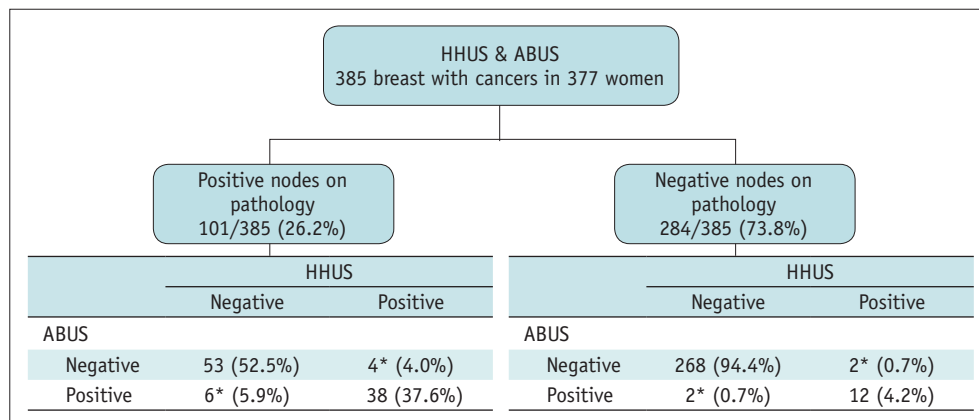 HHUS & ABUS
385 breast with cancers in 377 women
Positive nodes on
pathology
101/385 (26.2%)
Negative nodes on
pathology
284/385 (73.8%)
HHUS
Negative Positive
ABUS
Negative 53 (52.5%) 4* (4.0%)
Positive 6* (5.9%) 38 (37.6%)
HHUS
Negative Positive
ABUS
Negative 268 (94.4%) 2* (0.7%)
Positive 2* (0.7%) 12 (4.2%)